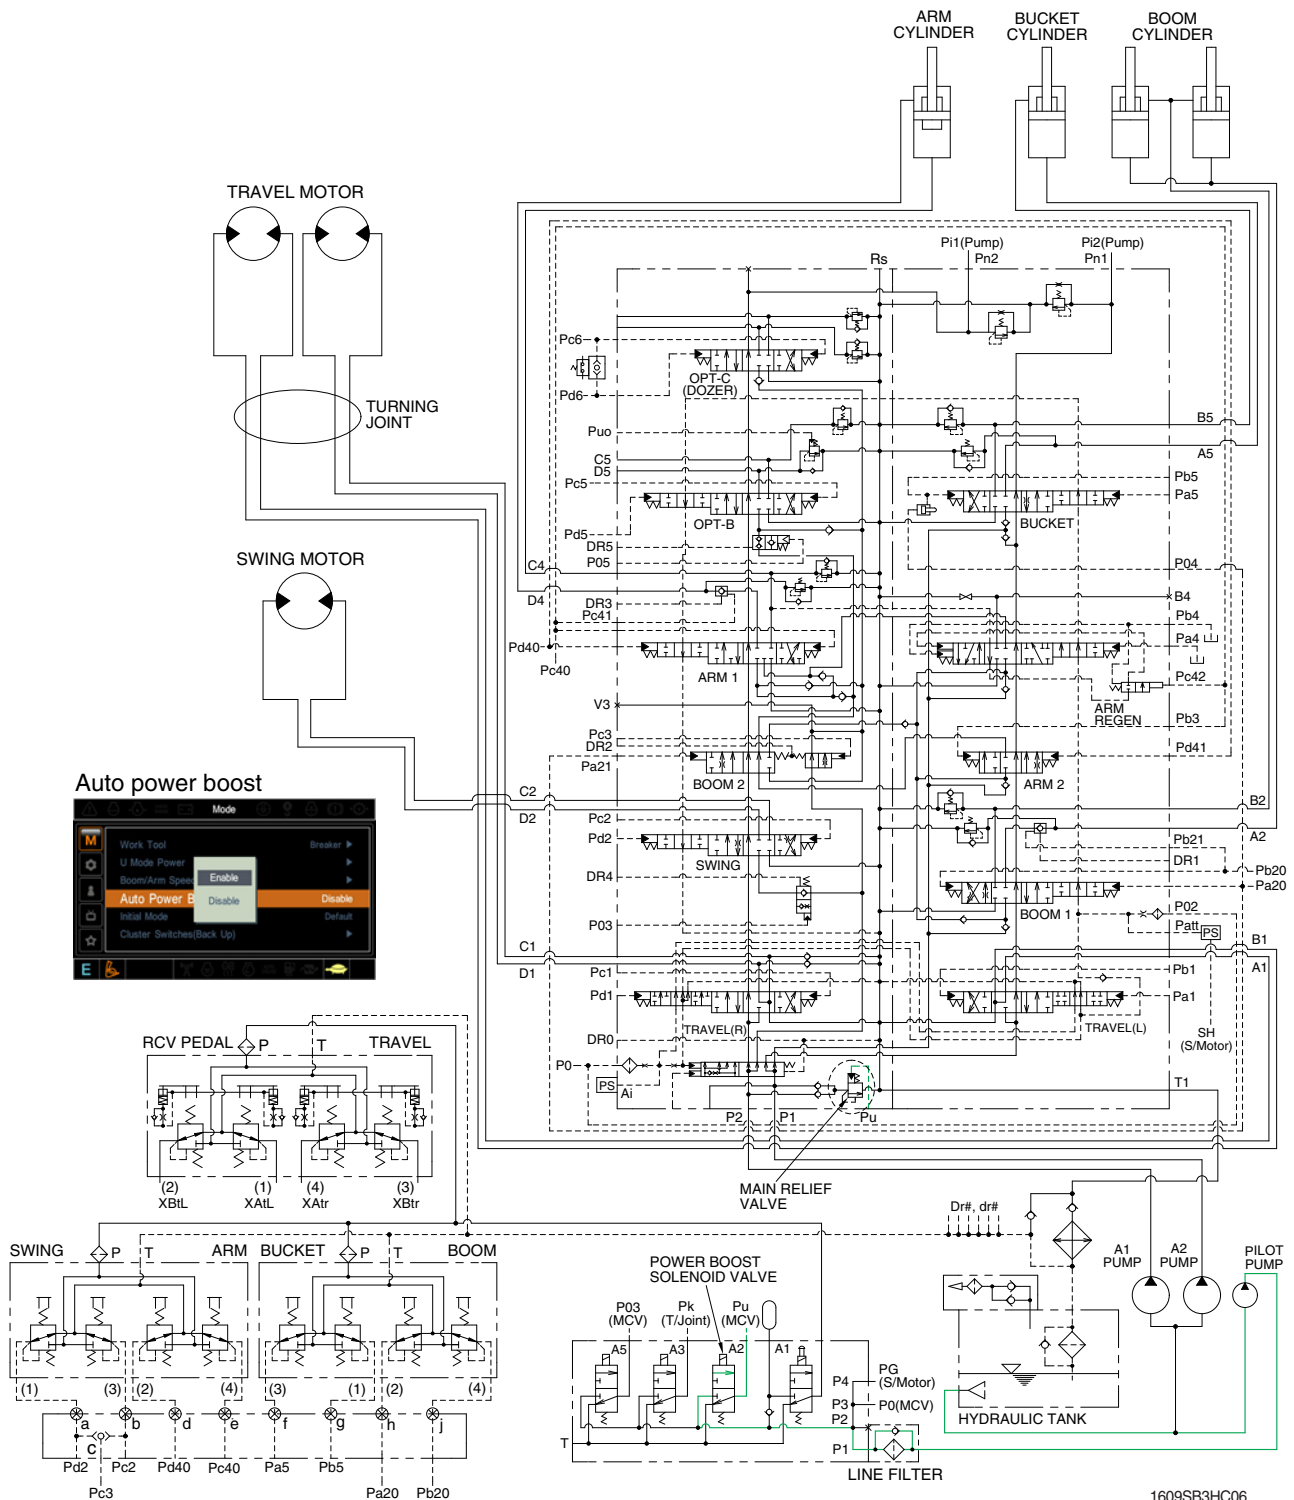 ARM
CYLINDER
BUCKET
CYLINDER
BOOM
CYLINDER
TRAVEL MOTOR
TURNING
JOINT
Pi1(Pump)
Pn2
Pi2(Pump)
Pn1
Rs
Pc6
OPT-C
(DOZER)
Pd6
Puo
C5
D5
Pc5
B5
A5
Pb5
Pa5
OPT-B
BUCKET
Pd5
DR5
P05
P04
SWING MOTOR
C4
D4
DR3
Pc41
B4
Pb4
Pa4
Pd40
Pc40
ARM 1
Pc42
ARM
REGEN
V3
Pb3
Pc3
DR2
Pa21
BOOM 2
Pd41
ARM 2
Auto power boost
Mode
M
Work Tool
Breaker
U Mode Power
Boom/Arm Speed
Enable
Auto Power B
Disable
Disable
Initial Mode
Default
Cluster Switches(Back Up)
E
C2
D2
Pc2
Pd2
SWING
B2
A2
Pb21
DR1
DR4
Pb20
Pa20
BOOM 1
P03
P02
Patt
PS
C1
D1
B1
A1
Pc1
Pd1
Pb1
Pa1
TRAVEL(R)
TRAVEL(L)
SH
(S/Motor)
DR0
P0
PS
Ai
T1
P2
P1
Pu
RCV PEDAL
P
T
TRAVEL
(2)
XBtL
(1)
XAtL
(4)
XAtr
(3)
XBtr
MAIN RELIEF
VALVE
Dr#, dr#
A1
PUMP
A2
PUMP
PILOT
PUMP
SWING
P
T
ARM
BUCKET
P
T
BOOM
(1)
(3)
(2)
(4)
(3)
(1)
(2)
(4)
a
b
d
e
f
g
h
j
c
Pd2
Pc2
Pd40
Pc40
Pa5
Pb5
Pc3
Pa20
Pb20
POWER BOOST
SOLENOID VALVE
P03
(MCV)
Pk
(T/Joint)
Pu
(MCV)
A5
A3
A2
A1
T
P4
PG
(S/Motor)
P3
P0(MCV)
P2
P1
LINE FILTER
HYDRAULIC TANK
1609SB3HC06